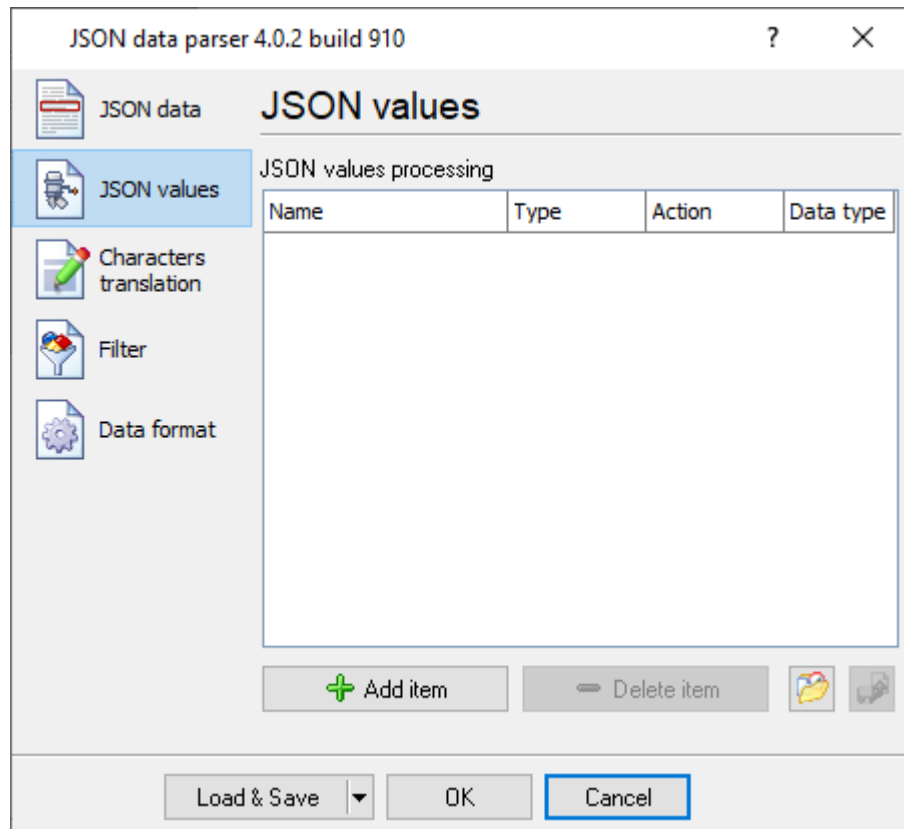 JSON data parser 4.0.2 build 910 ?
JSON data
JSON values
Characters
translation
Filter
Data format
JSON values
JSON values processing
Name Type Action Data type
Add item Delete item
Load & Save OK Cancel